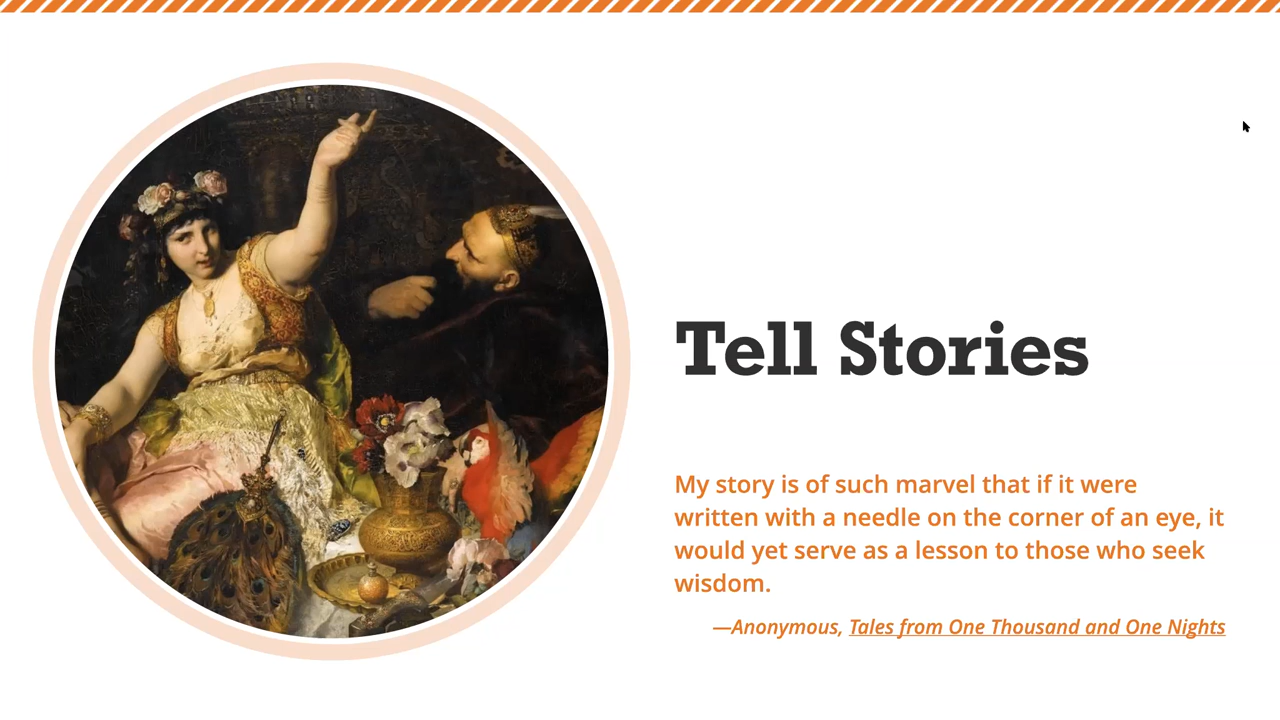 Tell Stories
My story is of such marvel that if it were
written with a needle on the corner of an eye, it
would yet serve as a lesson to those who seek
wisdom.
—Anonymous, Tales from One Thousand and One Nights